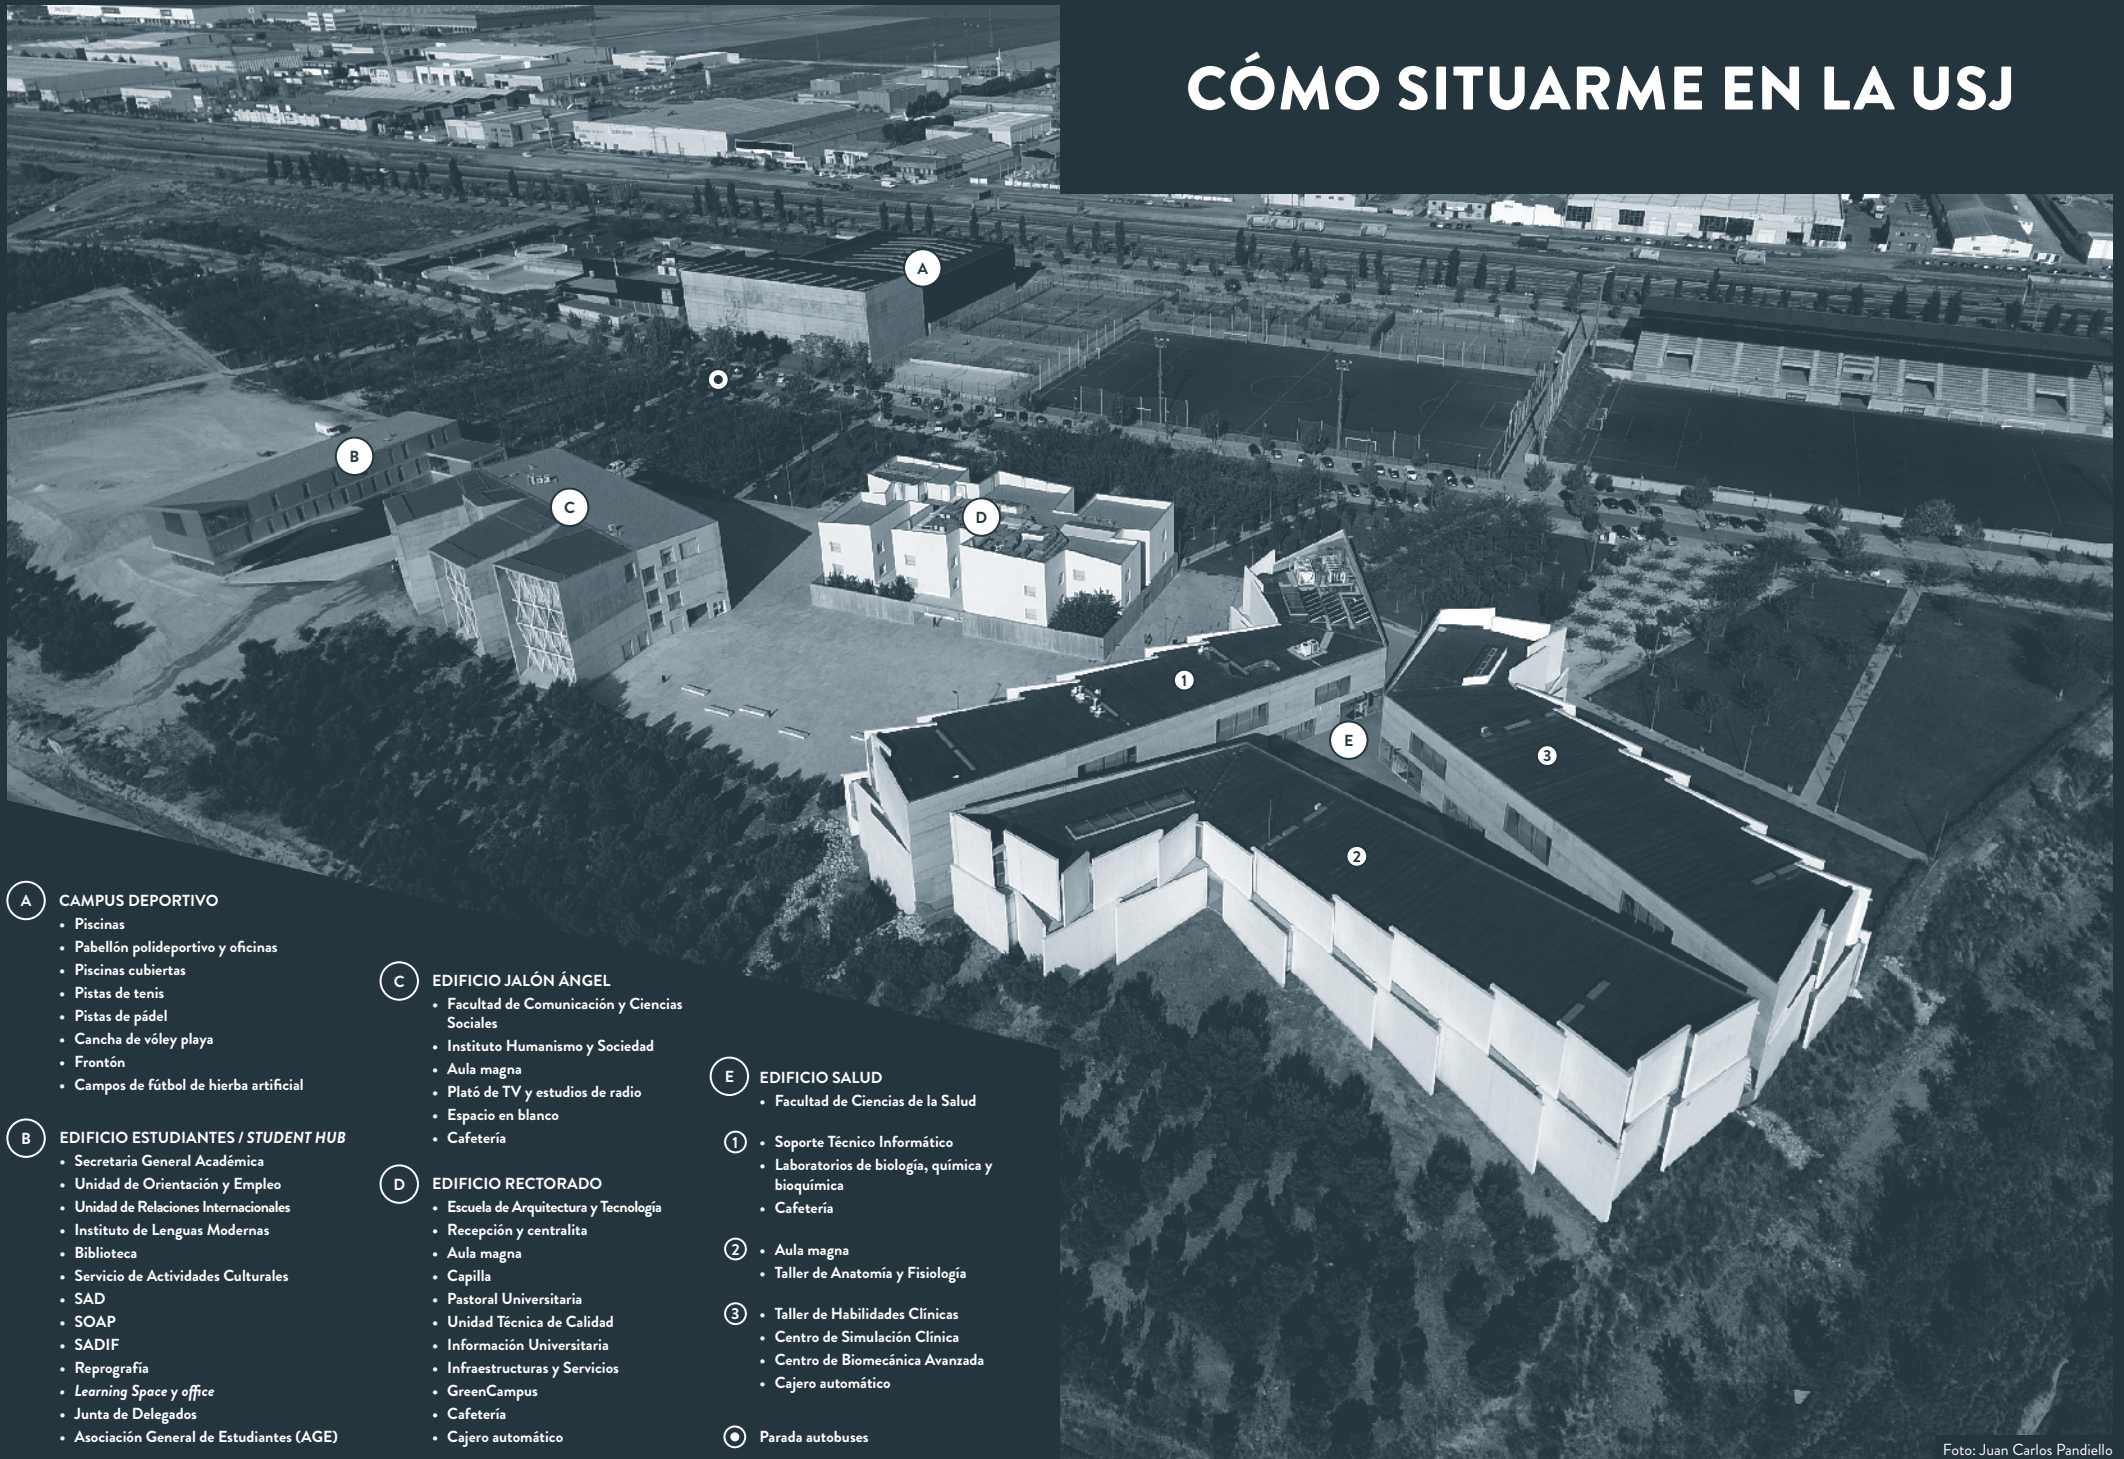 CÓMO SITUARME EN LA USJ
A
B
C
D
1
E
3
2
A CAMPUS DEPORTIVO
• Piscinas
• Pabellón polideportivo y oficinas
• Piscinas cubiertas
• Pistas de tenis
• Pistas de pádel
• Cancha de vóley playa
• Frontón
• Campos de fútbol de hierba artificial
B EDIFICIO ESTUDIANTES / STUDENT HUB
• Secretaria General Académica
• Unidad de Orientación y Empleo
• Unidad de Relaciones Internacionales
• Instituto de Lenguas Modernas
• Biblioteca
• Servicio de Actividades Culturales
• SAD
• SOAP
• SADIF
• Reprografía
• Learning Space y office
• Junta de Delegados
• Asociación General de Estudiantes (AGE)
C EDIFICIO JALÓN ÁNGEL
• Facultad de Comunicación y Ciencias
Sociales
• Instituto Humanismo y Sociedad
• Aula magna
• Plató de TV y estudios de radio
• Espacio en blanco
• Cafetería
D EDIFICIO RECTORADO
• Escuela de Arquitectura y Tecnología
• Recepción y centralita
• Aula magna
• Capilla
• Pastoral Universitaria
• Unidad Técnica de Calidad
• Información Universitaria
• Infraestructuras y Servicios
• GreenCampus
• Cafetería
• Cajero automático
E EDIFICIO SALUD
• Facultad de Ciencias de la Salud
1 • Soporte Técnico Informático
• Laboratorios de biología, química y
bioquímica
• Cafetería
2 • Aula magna
• Taller de Anatomía y Fisiología
3 • Taller de Habilidades Clínicas
• Centro de Simulación Clínica
• Centro de Biomecánica Avanzada
• Cajero automático
Parada autobuses
Foto: Juan Carlos Pandiello